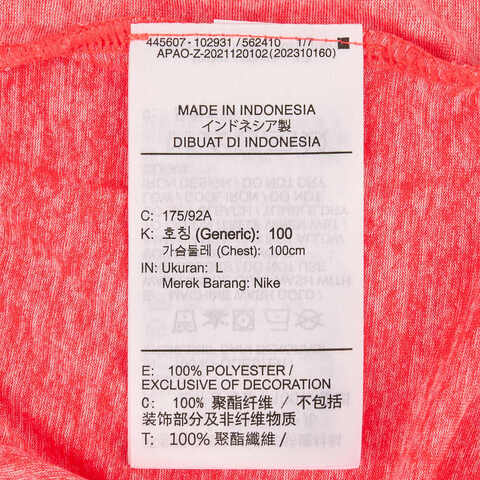 445607-102931 / 562410 1/7
APAO-Z-2021120102(202310160)
MADE IN INDONESIA
インドネシア製
DIBUAT DI INDONESIA
C: 175/92A
K: 호칭 (Generic): 100
가슴둘레 (Chest): 100cm
IN: Ukuran: L
Merek Barang: Nike
E: 100% POLYESTER /
EXCLUSIVE OF DECORATION
C: 100% 聚酯纤维 / 不包括
装饰部分及非纤维物质
T: 100% 聚酯纖維 /